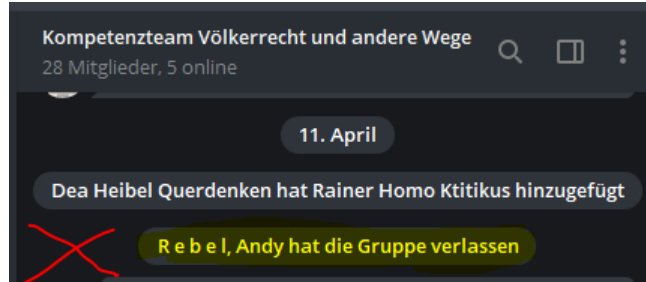 Kompetenzteam Völkerrecht und andere Wege
28 Mitglieder, 5 online
11. April
Dea Heibel Querdenken hat Rainer Homo Ktitikus hinzugefügt
R e b e l, Andy hat die Gruppe verlassen